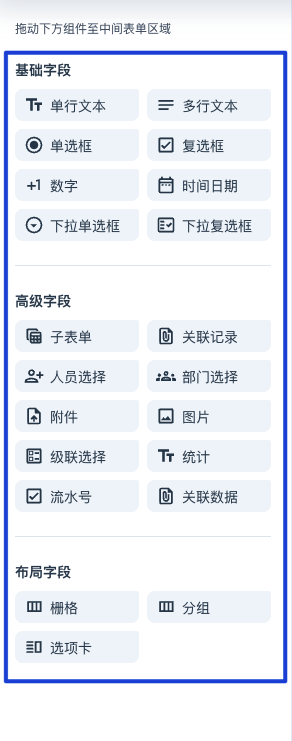 拖动下方组件至中间表单区域
基础字段
单行文本 多行文本
单选框 复选框
+1 数字 时间日期
下拉单选框 下拉复选框
高级字段
子表单 关联记录
人员选择 部门选择
附件 图片
级联选择 Tт 统计
流水号 关联数据
布局字段
栅格 分组
选项卡